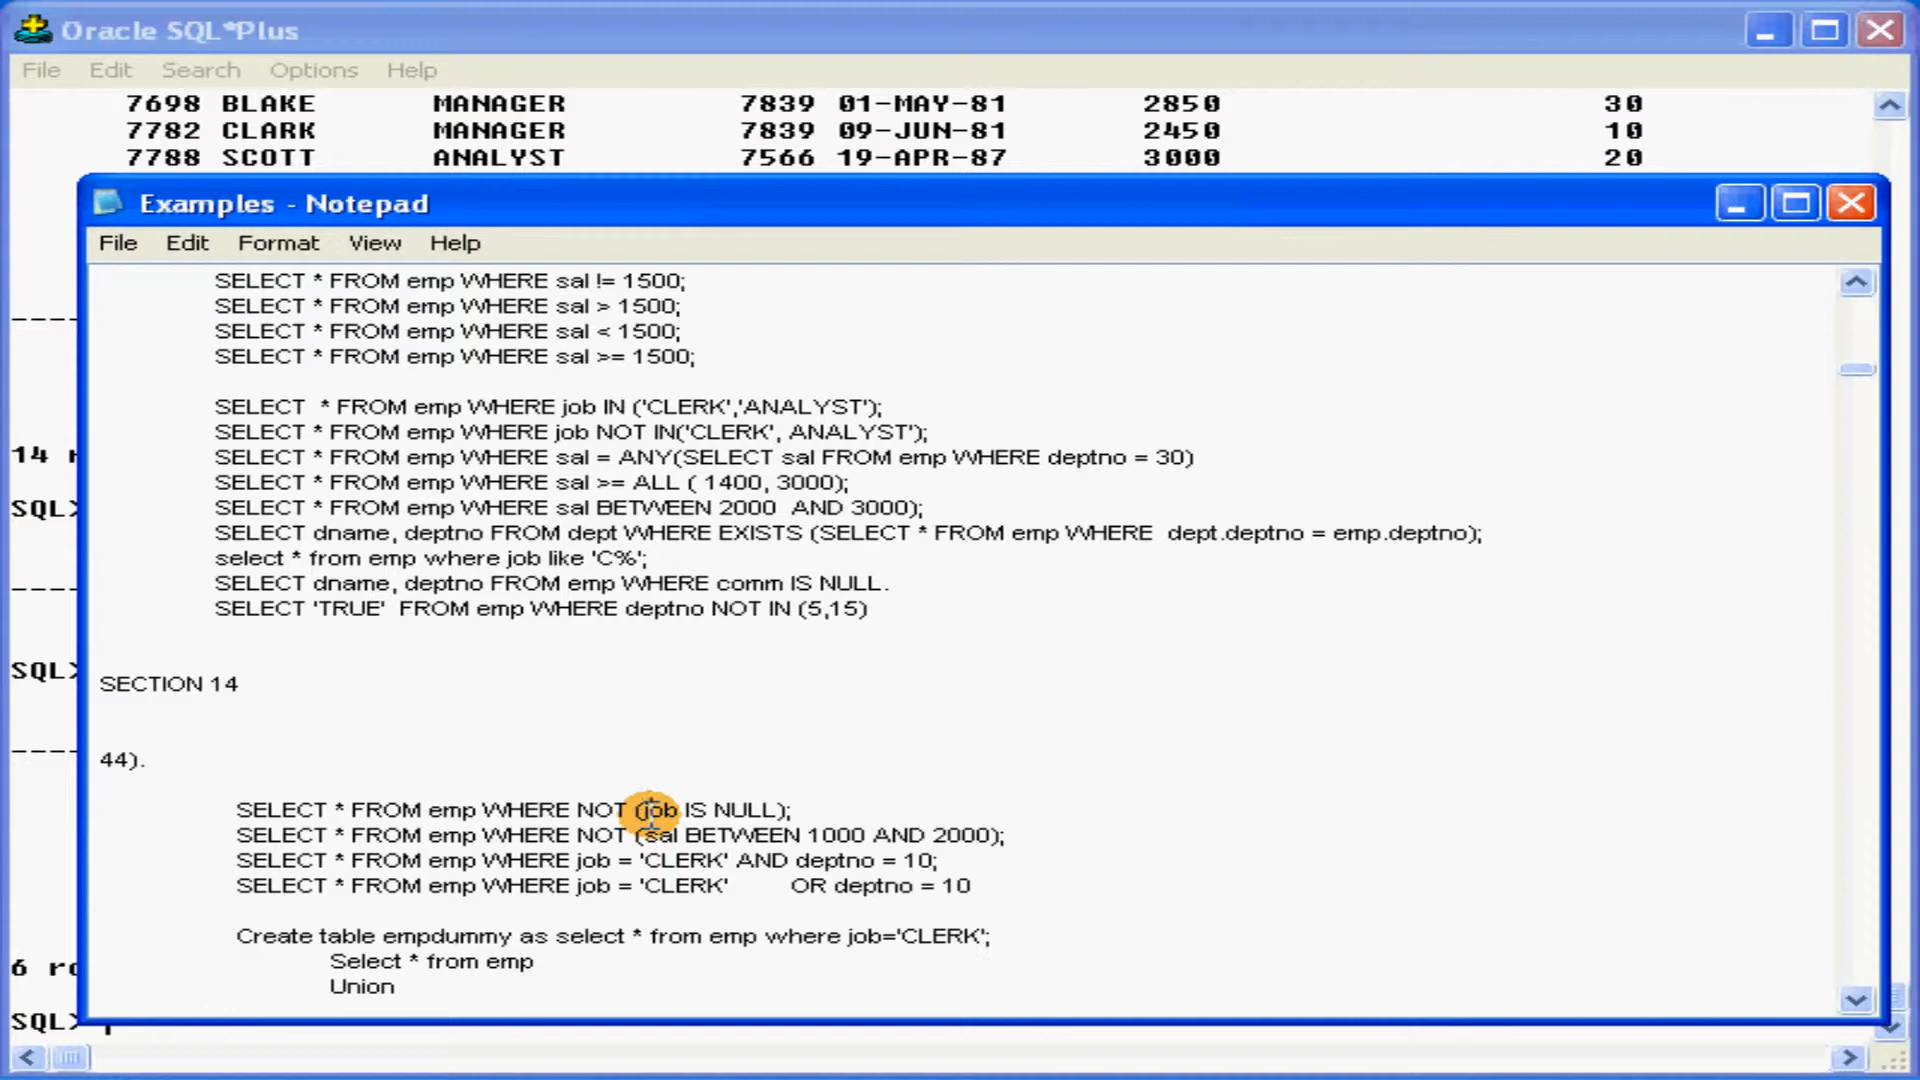 Oracle SQL*Plus
File Edit Search Options Help
7698 BLAKE MANAGER 7839 01-MAY-81 2850 30
7782 CLARK MANAGER 7839 09-JUN-81 2450 10
7788 SCOTT ANALYST 7566 19-APR-87 3000 20
Examples - Notepad
File Edit Format View Help
SELECT * FROM emp WHERE sal != 1500;
SELECT * FROM emp WHERE sal > 1500;
SELECT * FROM emp WHERE sal < 1500;
SELECT * FROM emp WHERE sal >= 1500;
SELECT * FROM emp WHERE job IN ('CLERK','ANALYST');
SELECT * FROM emp WHERE job NOT IN('CLERK', ANALYST');
SELECT * FROM emp WHERE sal = ANY(SELECT sal FROM emp WHERE deptno = 30)
SELECT * FROM emp WHERE sal >= ALL ( 1400, 3000);
SELECT * FROM emp WHERE sal BETWEEN 2000 AND 3000);
SELECT dname, deptno FROM dept WHERE EXISTS (SELECT * FROM emp WHERE dept.deptno = emp.deptno);
select * from emp where job like 'C%';
SELECT dname, deptno FROM emp WHERE comm IS NULL.
SELECT 'TRUE' FROM emp WHERE deptno NOT IN (5,15)
SECTION 14
44).
SELECT * FROM emp WHERE NOT (job IS NULL);
SELECT * FROM emp WHERE NOT (sal BETWEEN 1000 AND 2000);
SELECT * FROM emp WHERE job = 'CLERK' AND deptno = 10;
SELECT * FROM emp WHERE job = 'CLERK' OR deptno = 10
Create table empdummy as select * from emp where job='CLERK';
Select * from emp
Union
----
14
SQL>
----
SQL>
----
6
SQL>